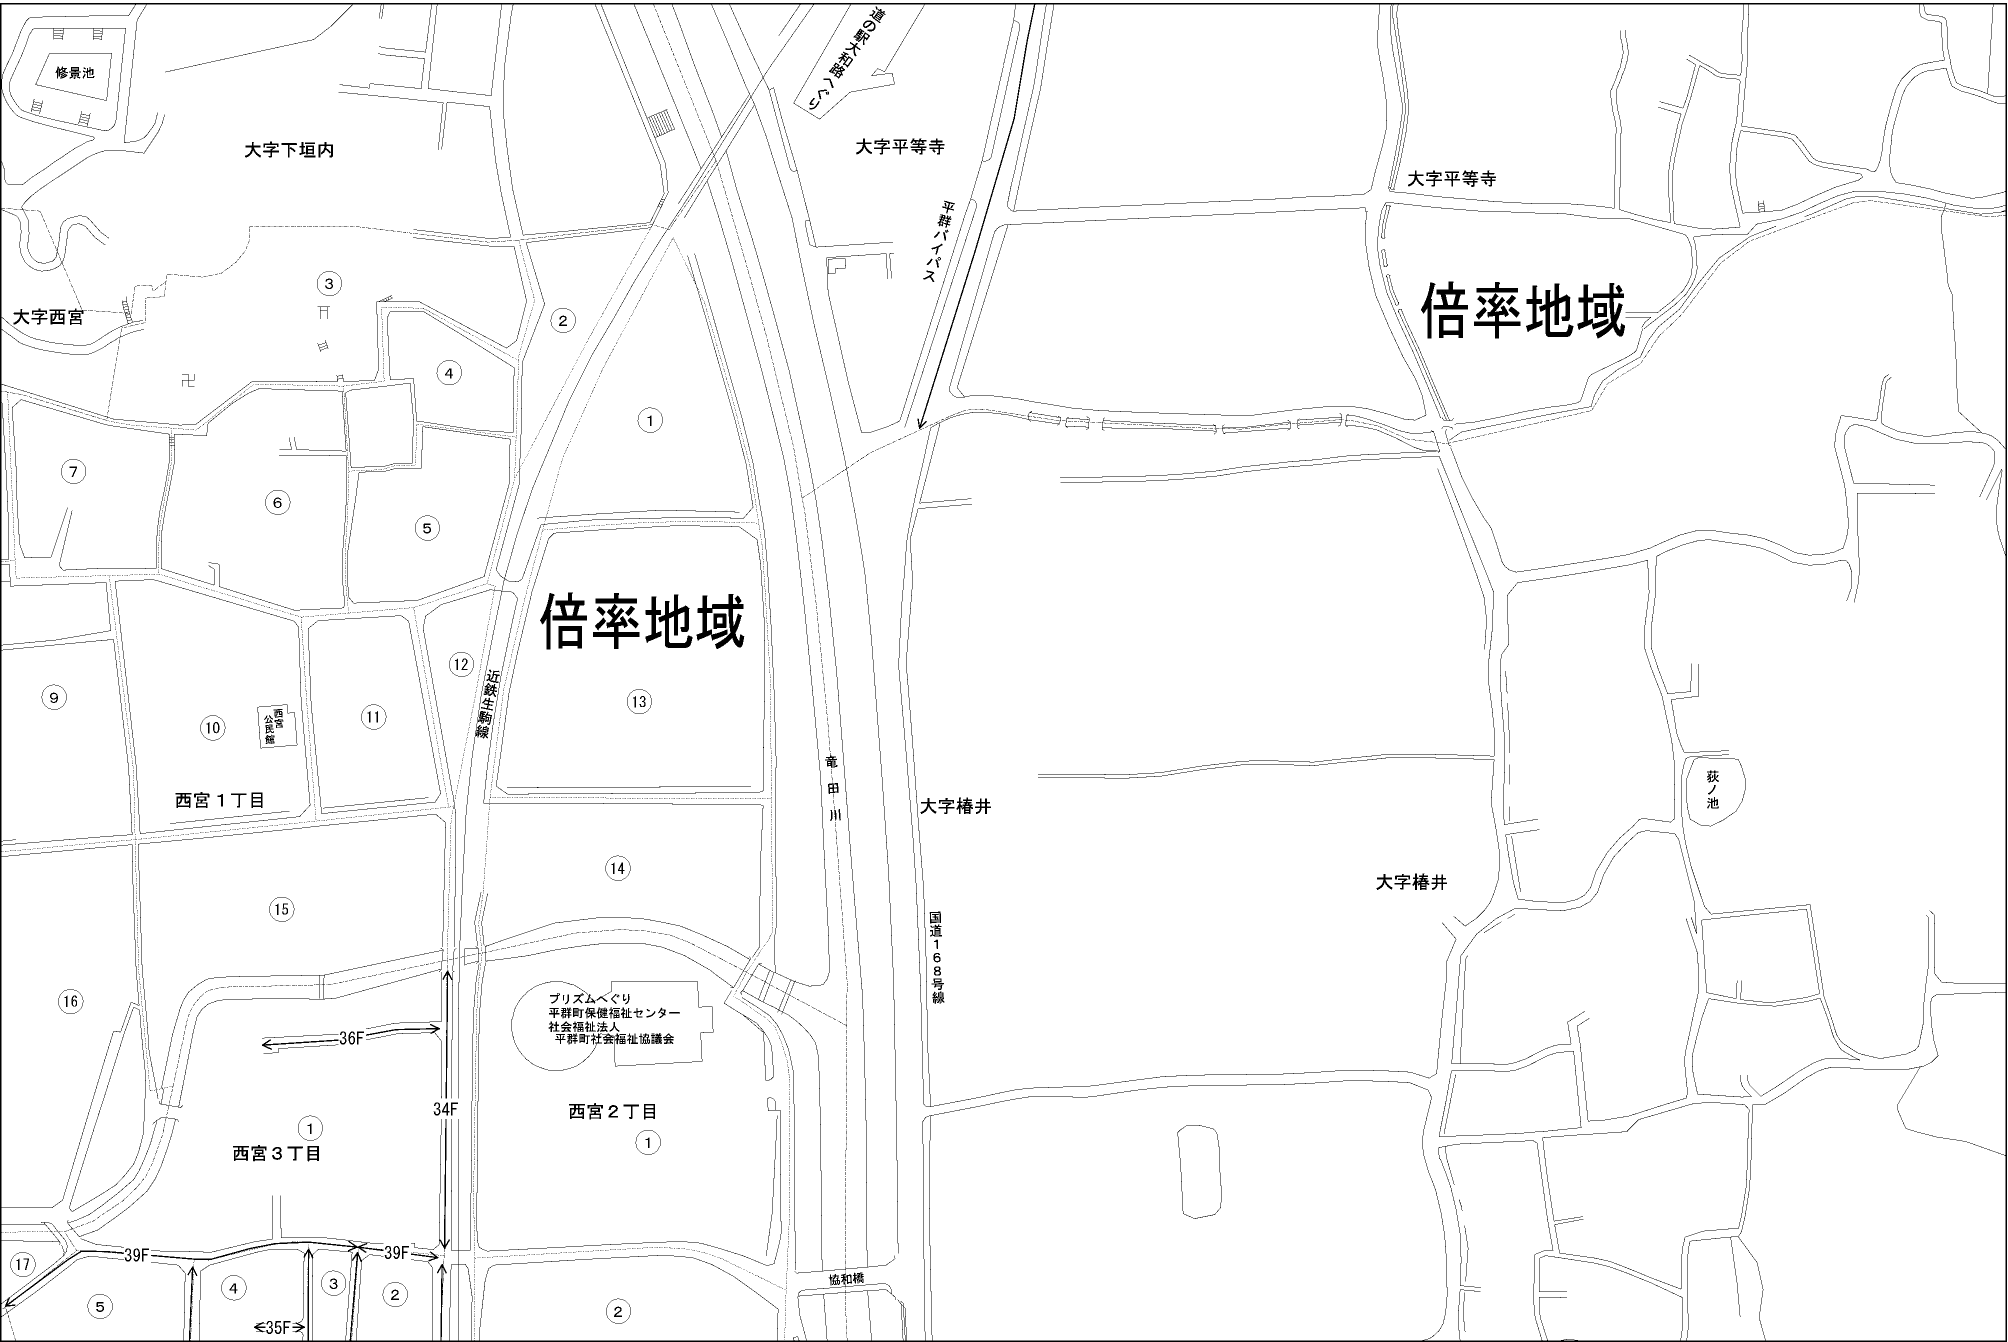 道の駅大和路へぐり
修景池
大字下垣内
大字平等寺
大字平等寺
平群バイパス
3
大字西宮
2
倍率地域
4
1
7
6
5
倍率地域
12
近鉄生駒線
9
13
10
西宮
公民館
11
竜田川
荻ノ池
西宮1丁目
大字椿井
14
大字椿井
15
国道168号線
16
プリズムへぐり
平群町保健福祉センター
社会福祉法人
平群町社会福祉協議会
36F
34F
西宮2丁目
1
1
西宮3丁目
39F
39F
17
協和橋
4
3
2
5
2
35F